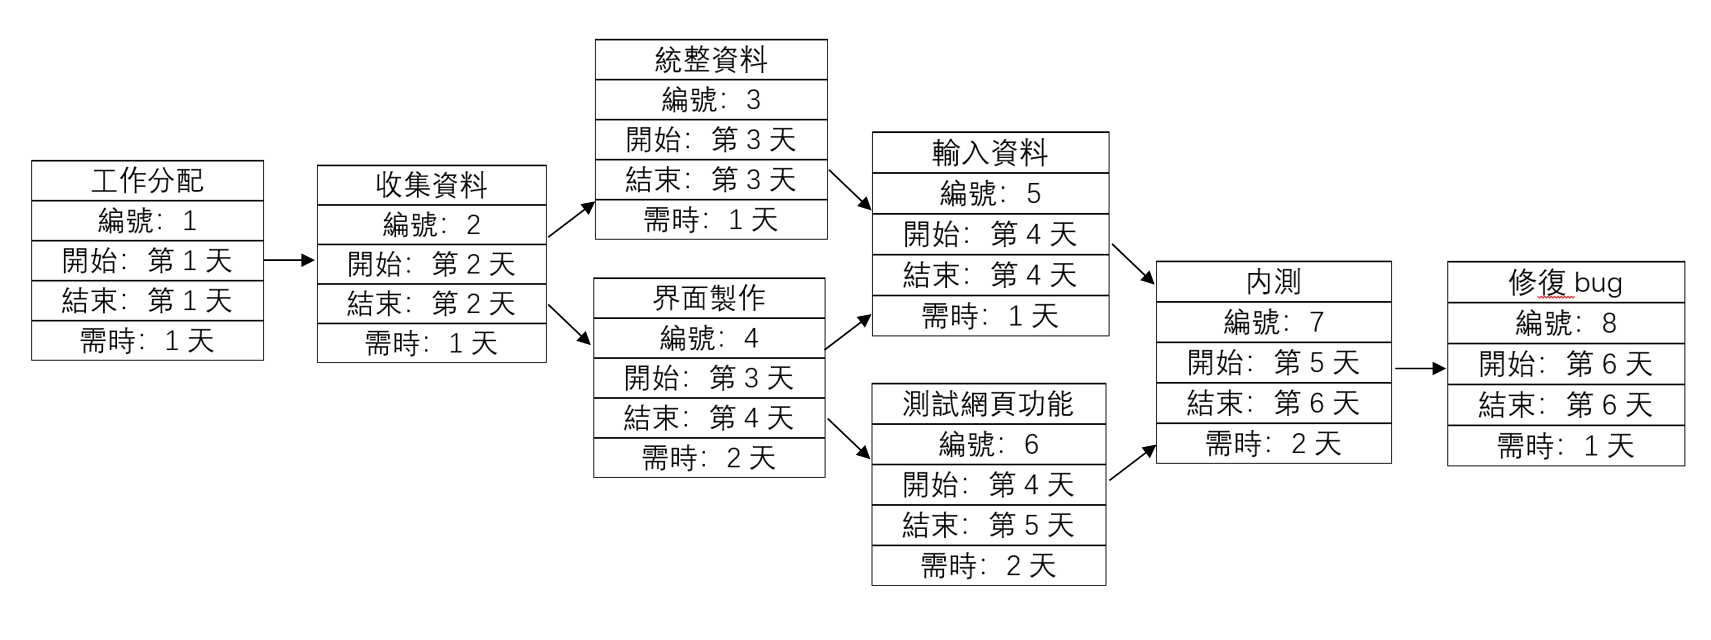 工作分配
編號：1
開始：第 1 天
結束：第 1 天
需時：1 天
收集資料
編號：2
開始：第 2 天
結束：第 2 天
需時：1 天
統整資料
編號：3
開始：第 3 天
結束：第 3 天
需時：1 天
界面製作
編號：4
開始：第 3 天
結束：第 4 天
需時：2 天
輸入資料
編號：5
開始：第 4 天
結束：第 4 天
需時：1 天
測試網頁功能
編號：6
開始：第 4 天
結束：第 5 天
需時：2 天
內測
編號：7
開始：第 5 天
結束：第 6 天
需時：2 天
修復 bug
編號：8
開始：第 6 天
結束：第 6 天
需時：1 天